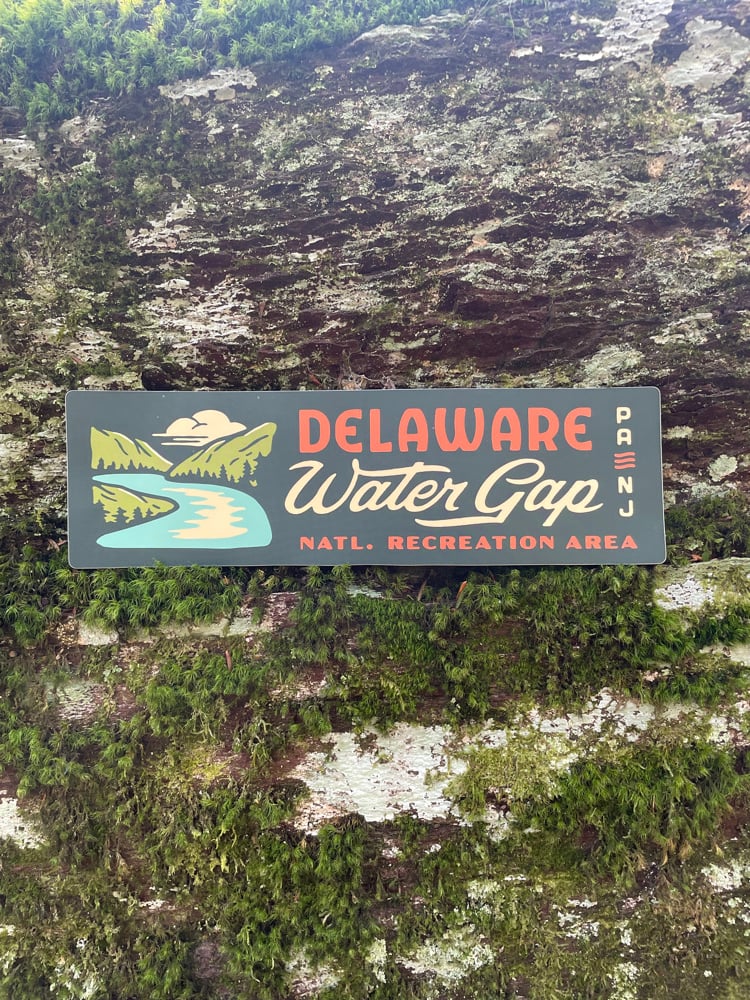 DELAWARE
Water Gap
NATL. RECREATION AREA
PA
NJ